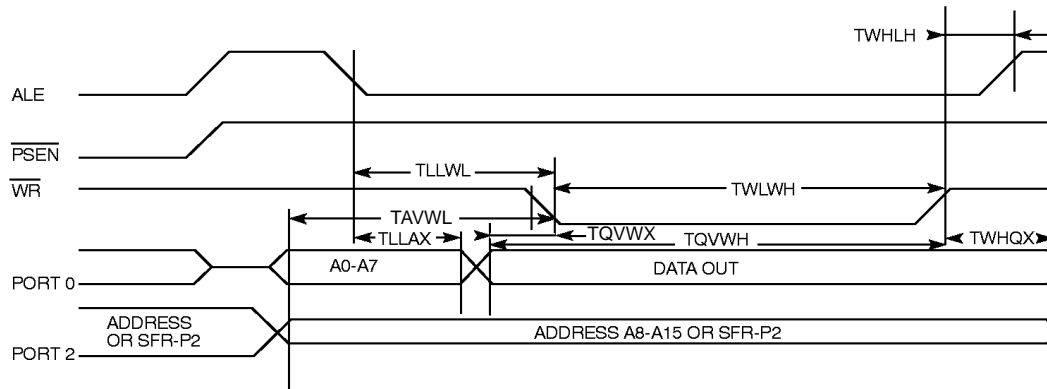 TWHLH
ALE
PSEN
TLLWL
WR
TWLWH
TAVWL
TLLAX
TQVWX
TQVWH
TWHQX
PORT 0
A0-A7
DATA OUT
ADDRESS
OR SFR-P2
PORT 2
ADDRESS A8-A15 OR SFR-P2